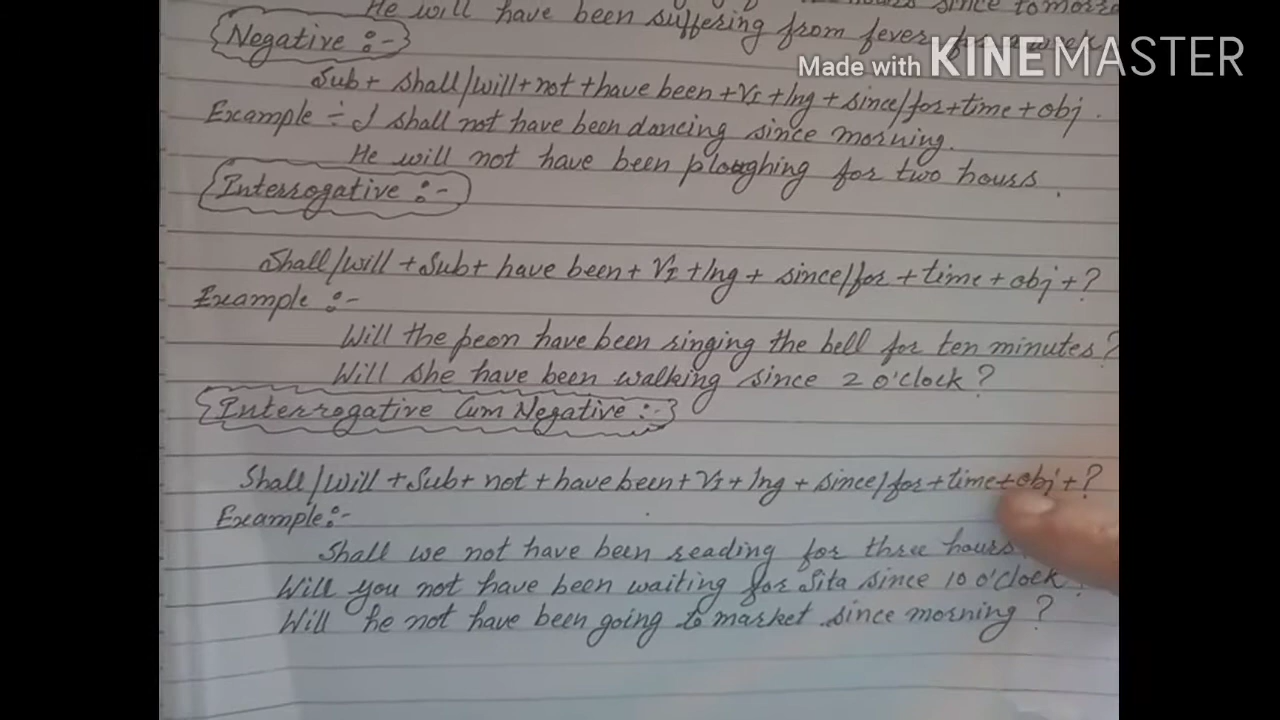 He will have been suffering from fever for a week
Made with KINEMASTER
Negative :-
Sub + shall/will + not + have been + V1 + Ing + since/for + time + obj.
Example ÷ I shall not have been dancing since morning.
He will not have been ploughing for two hours.
Interrogative :-
Shall/will + Sub + have been + VI + Ing + since/for + time + obj + ?
Example :-
Will the peon have been ringing the bell for ten minutes?
Will she have been walking since 2 o'clock ?
Interrogative Cum Negative :-
Shall/Will + Sub + not + have been + VI + Ing + since/for + time + obj + ?
Example :-
Shall we not have been reading for three hours
Will you not have been waiting for Sita since 10 o'clock ?
Will he not have been going to market since morning ?